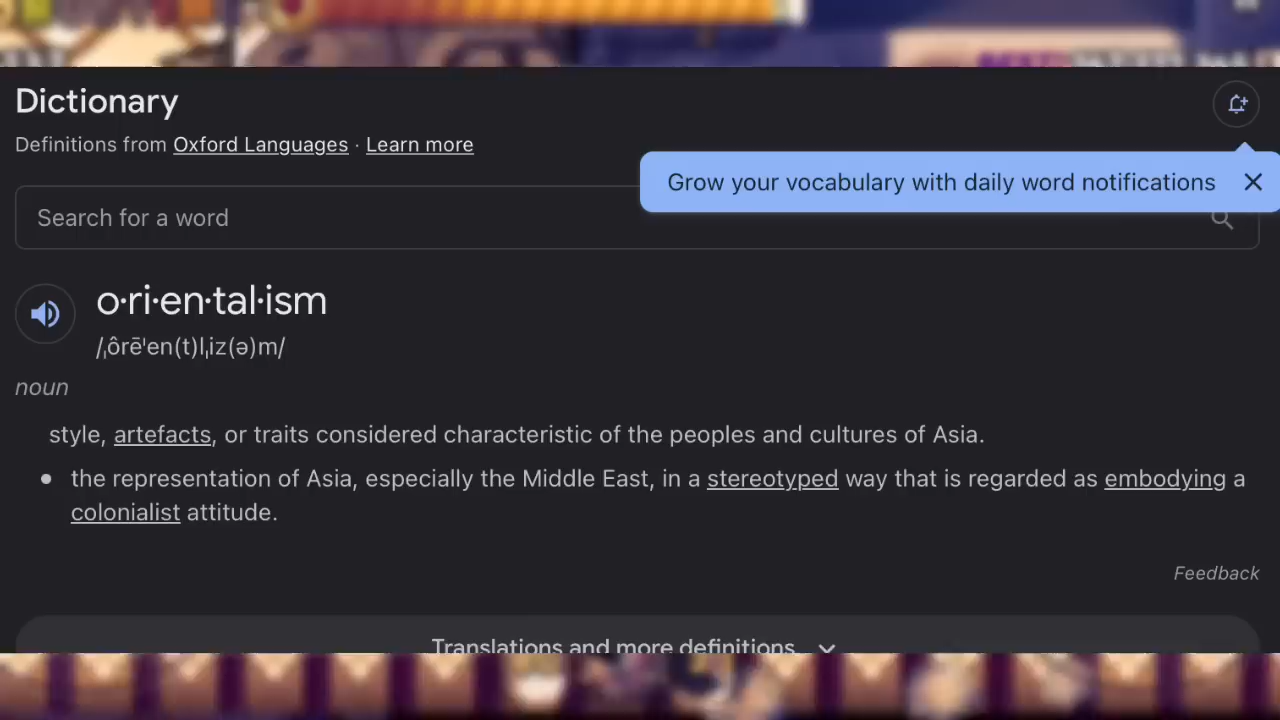 Dictionary
Definitions from Oxford Languages · Learn more
Grow your vocabulary with daily word notifications
Search for a word
o·ri·en·tal·ism
/ˌôrēˈen(t)lˌiz(ə)m/
noun
style, artefacts, or traits considered characteristic of the peoples and cultures of Asia.
• the representation of Asia, especially the Middle East, in a stereotyped way that is regarded as embodying a
colonialist attitude.
Feedback
Translations and more definitions